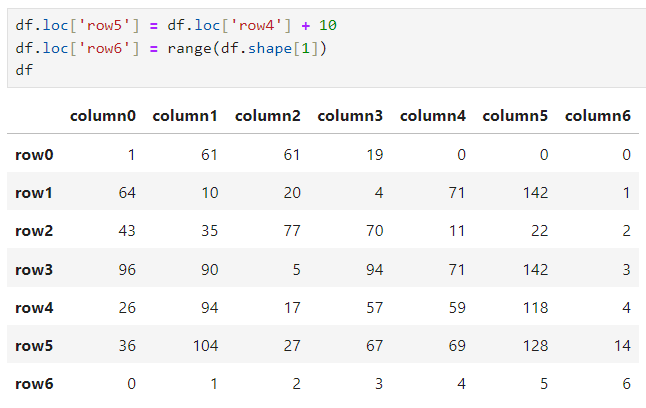 df.loc['row5'] = df.loc['row4'] + 10
df.loc['row6'] = range(df.shape[1])
df
column0 column1 column2 column3 column4 column5 column6
row0 1 61 61 19 0 0 0
row1 64 10 20 4 71 142 1
row2 43 35 77 70 11 22 2
row3 96 90 5 94 71 142 3
row4 26 94 17 57 59 118 4
row5 36 104 27 67 69 128 14
row6 0 1 2 3 4 5 6